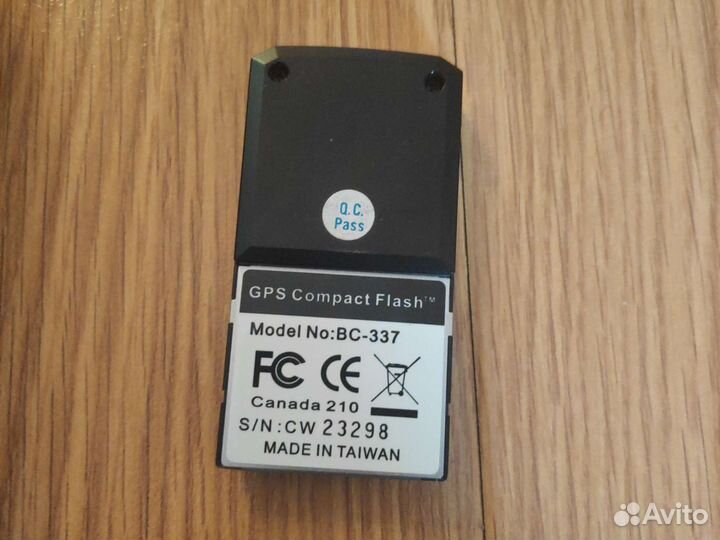 Q.C.
Pass
GPS Compact Flash™
Model No:BC-337
FC CE
Canada 210
S/N:CW 23298
MADE IN TAIWAN
Avito